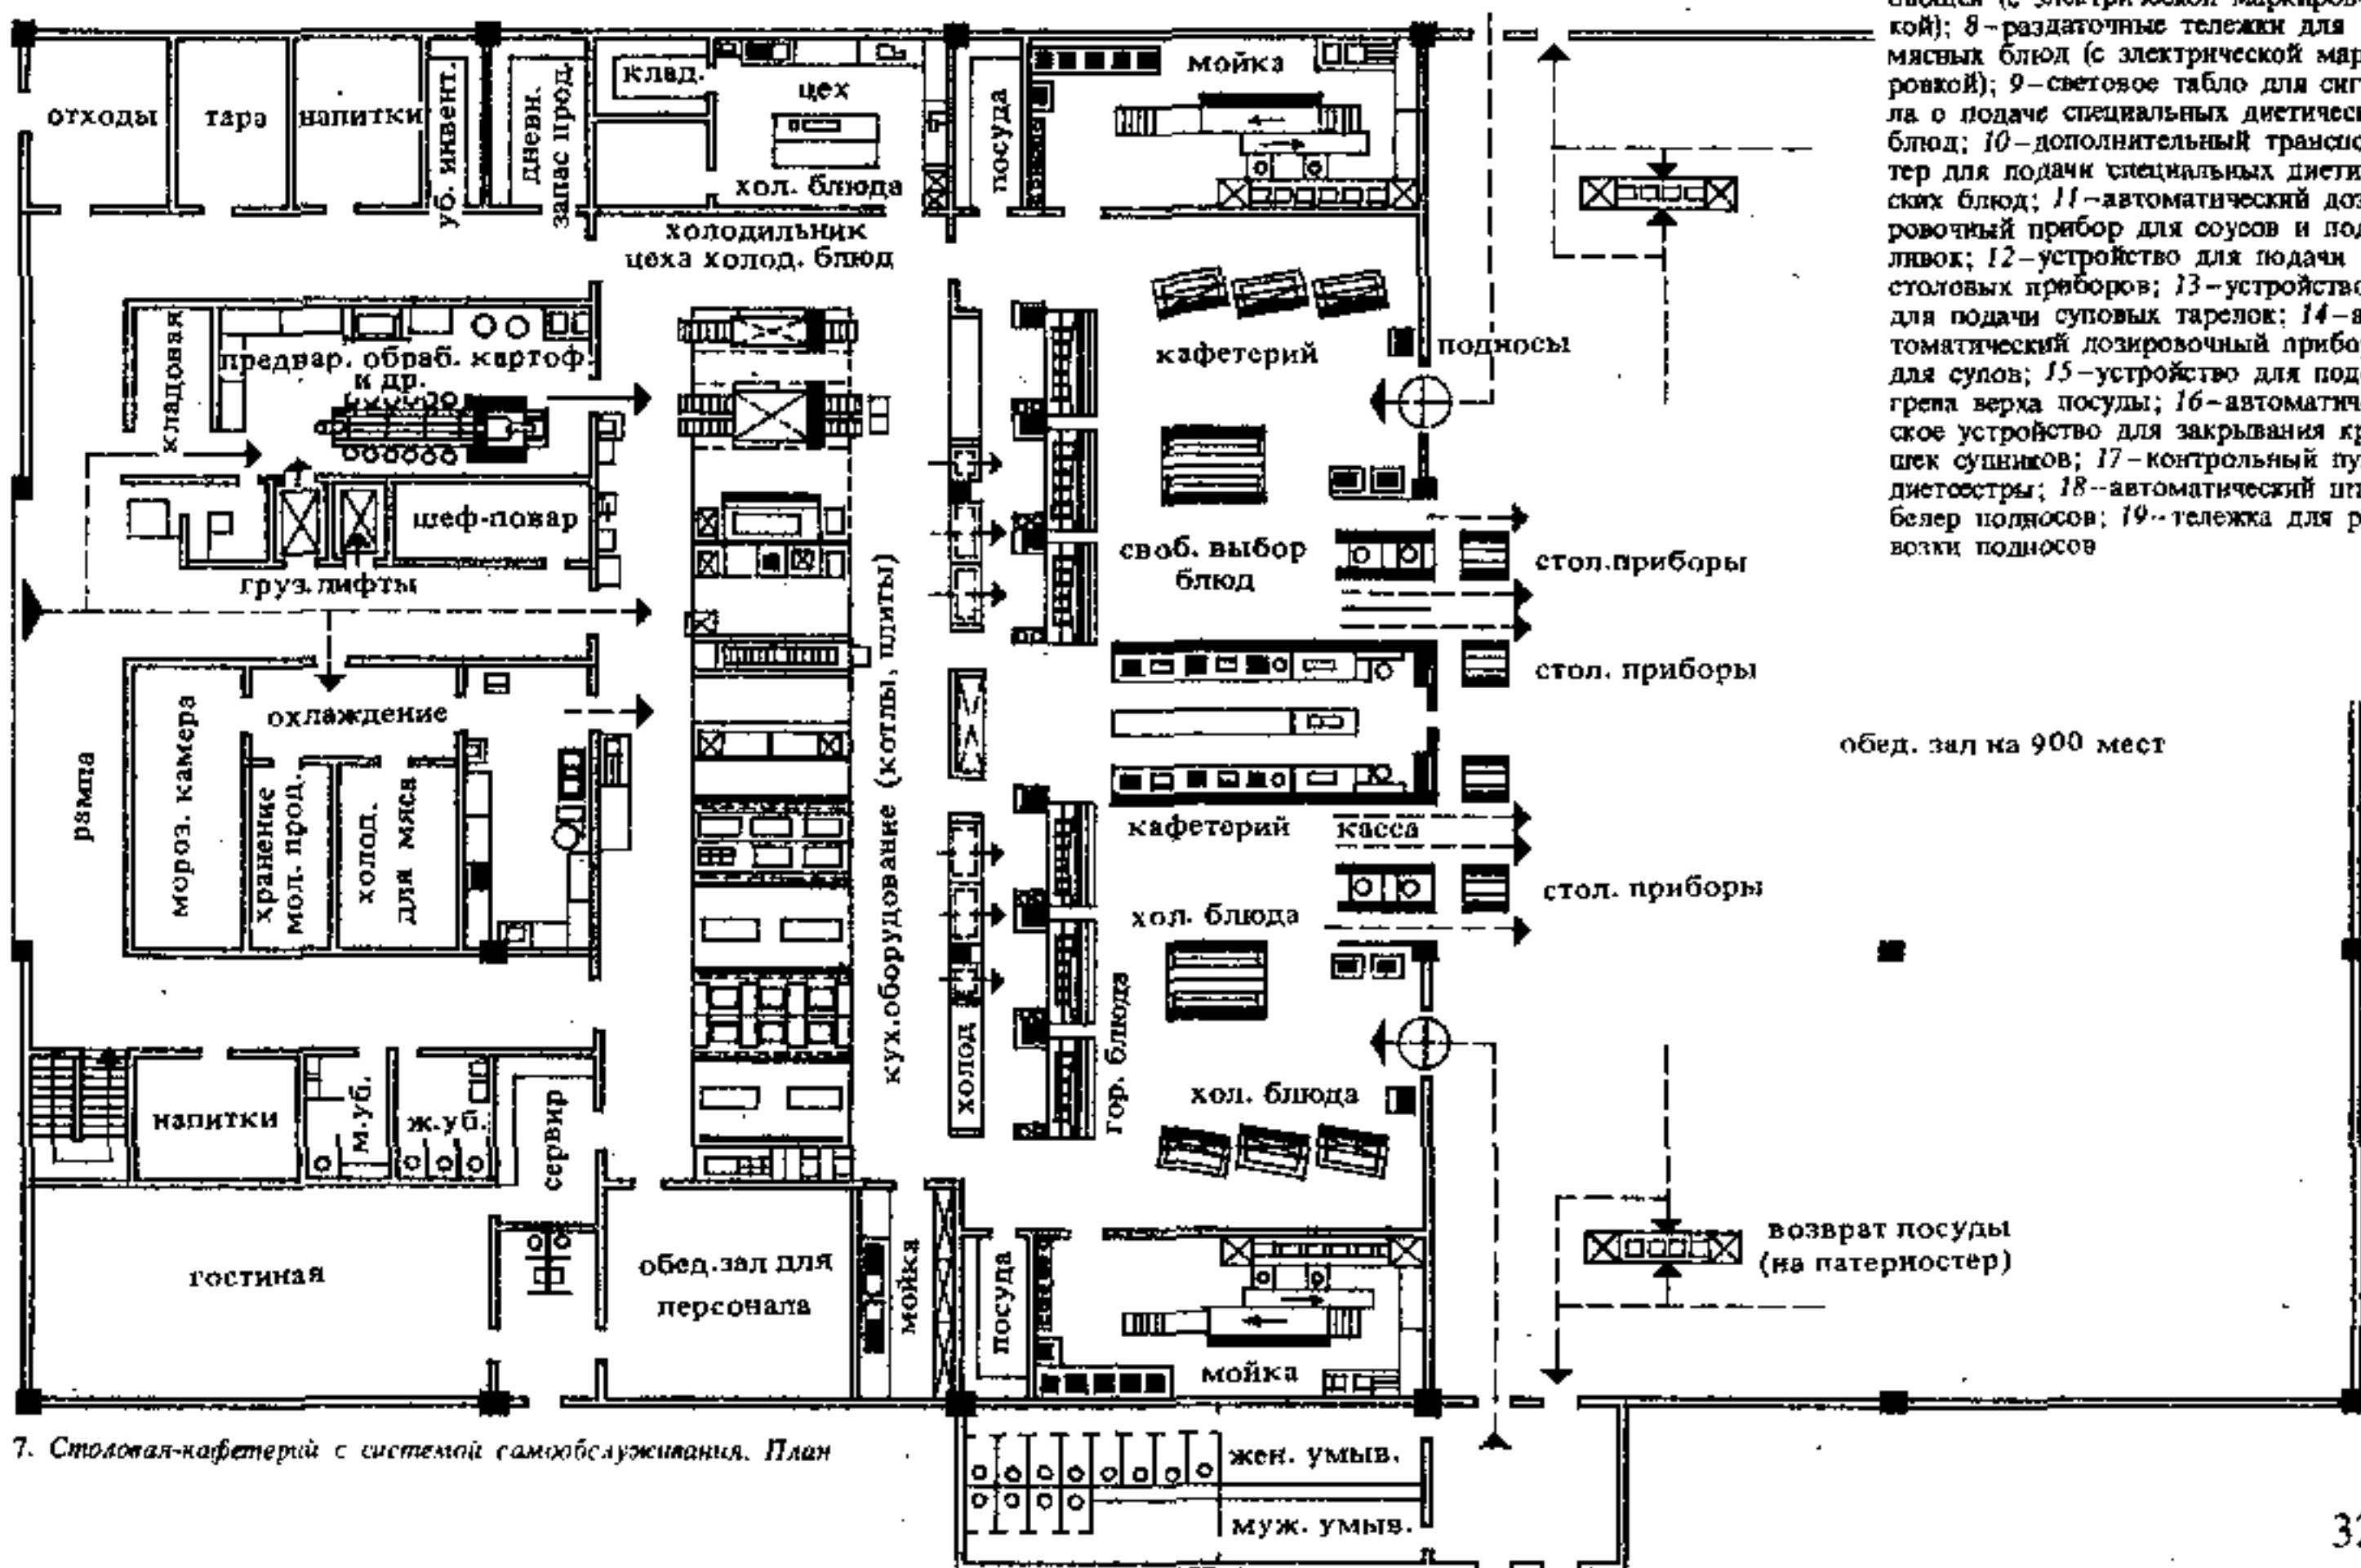 кой); 8-раздаточные тележки для
мясных блюд (с электрической мар
ровкой); 9-световое табло для сиг
ла о подаче специальных диетичес
блюд; 10-дополнительный транспо
тер для подачи специальных диети
ских блюд; 11-автоматический доз
ровочный прибор для соусов и под
ливок; 12-устройство для подачи
столовых приборов; 13-устройство
для подачи суповых тарелок; 14-а
томатический дозировочный прибо
для супов; 15-устройство для под
грева верха посуды; 16-автоматич
ское устройство для закрывания кр
шек супников; 17-контрольный пу
диетсестры; 18-автоматический шт
белер подносов; 19-тележка для р
возки подносов
отходы
тара
напитки
уб. инвент.
дневн.
запас прод.
клад.
цех
хол. блюда
посуда
мойка
холодильник
цеха холод. блюд
кладовая
предвар. обраб. картоф.
и др.
кафетерий
подносы
шеф-повар
груз. лифты
своб. выбор
блюд
стол.приборы
стол. приборы
рампа
мороз. камера
охлаждение
хранение
мол. прод.
холод.
для мяса
кух.оборудование (котлы, плиты)
обед. зал на 900 мест
кафетерий
касса
хол. блюда
стол. приборы
холод
гор. блюда
хол. блюда
напитки
м.уб.
ж.уб.
сервир
гостиная
обед.зал для
персонала
мойка
посуда
мойка
возврат посуды
(на патерностер)
7. Столовая-кафетерий с системой самообслуживания. План
жен. умыв.
муж. умыв.
32